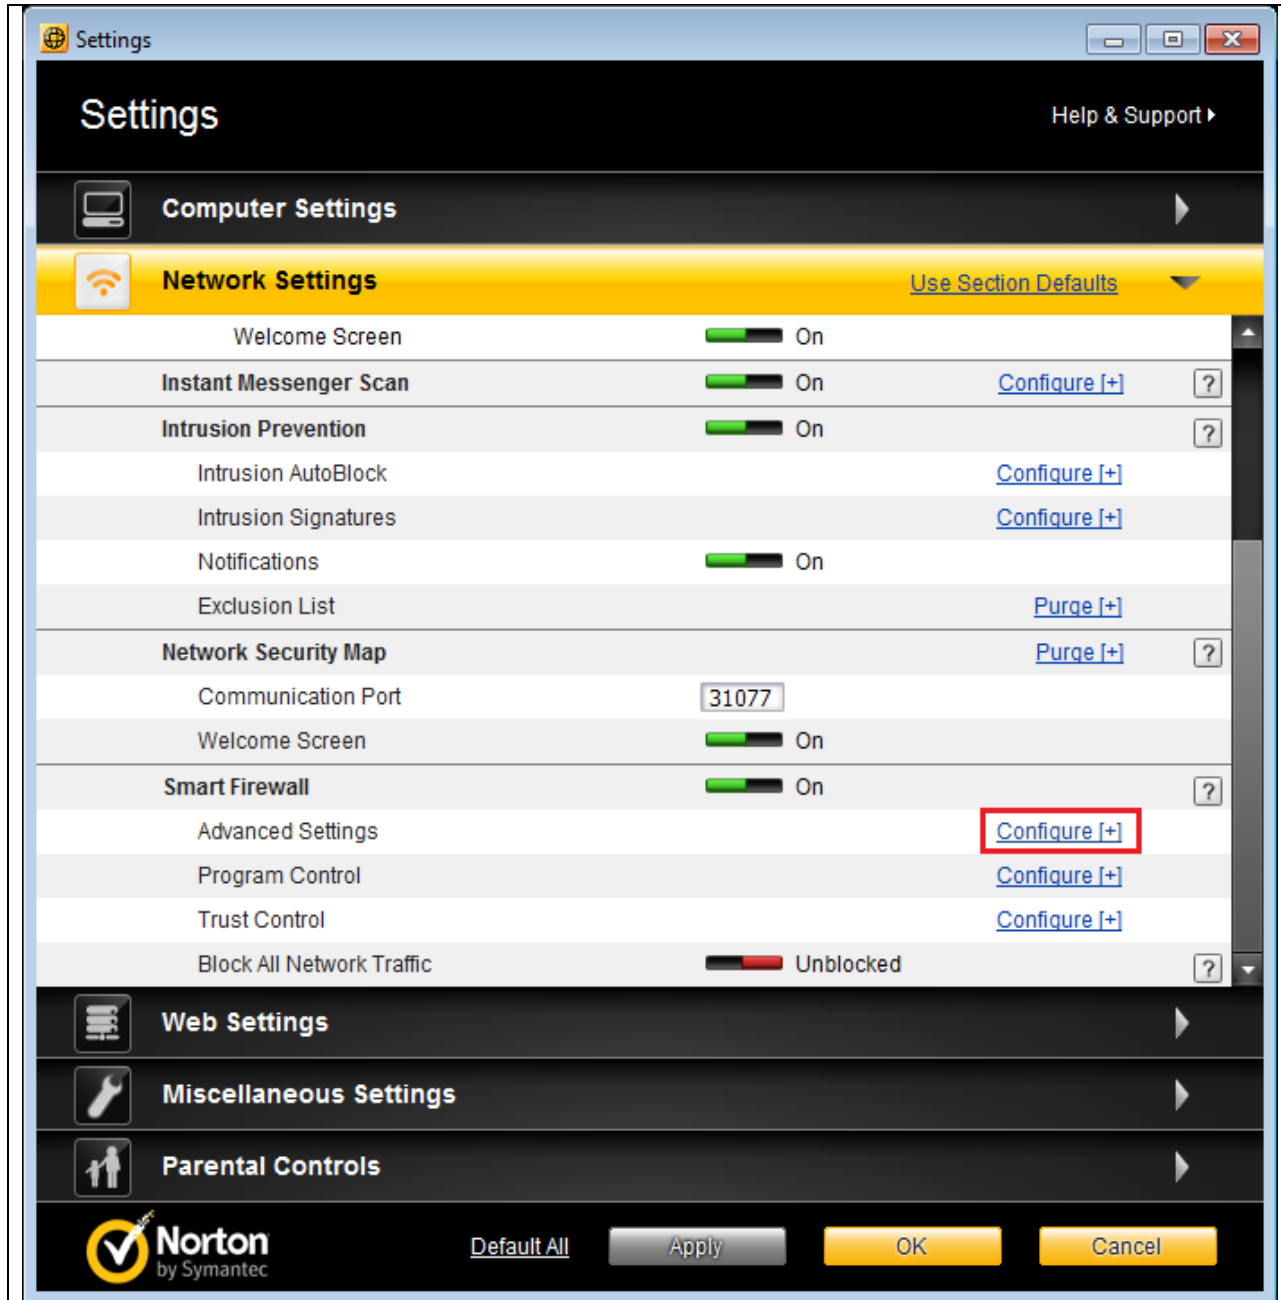 Settings
Settings
Help & Support
Computer Settings
Network Settings Use Section Defaults
Welcome Screen On
Instant Messenger Scan On Configure [+] ?
Intrusion Prevention On ?
Intrusion AutoBlock Configure [+]
Intrusion Signatures Configure [+]
Notifications On
Exclusion List Purge [+]
Network Security Map Purge [+] ?
Communication Port 31077
Welcome Screen On
Smart Firewall On ?
Advanced Settings Configure [+]
Program Control Configure [+]
Trust Control Configure [+]
Block All Network Traffic Unblocked ?
Web Settings
Miscellaneous Settings
Parental Controls
Norton
by Symantec
Default All Apply OK Cancel